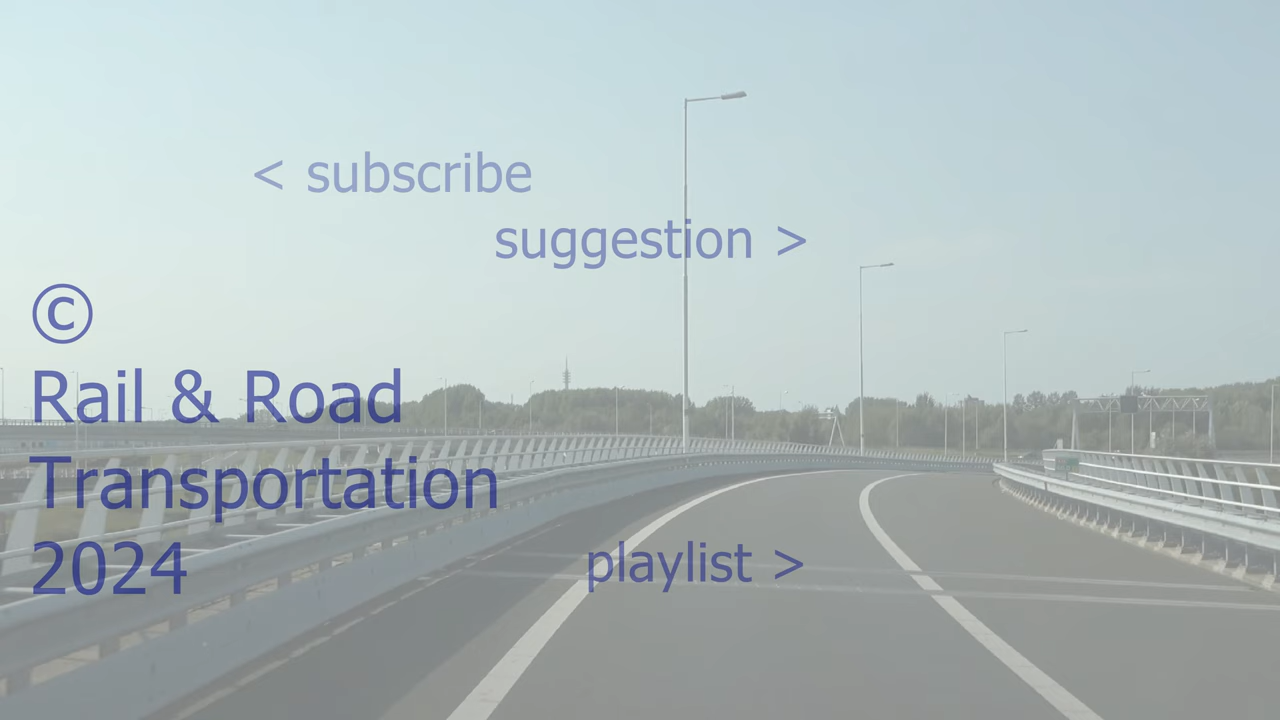 < subscribe
suggestion >
©
Rail & Road
Transportation
2024
playlist >